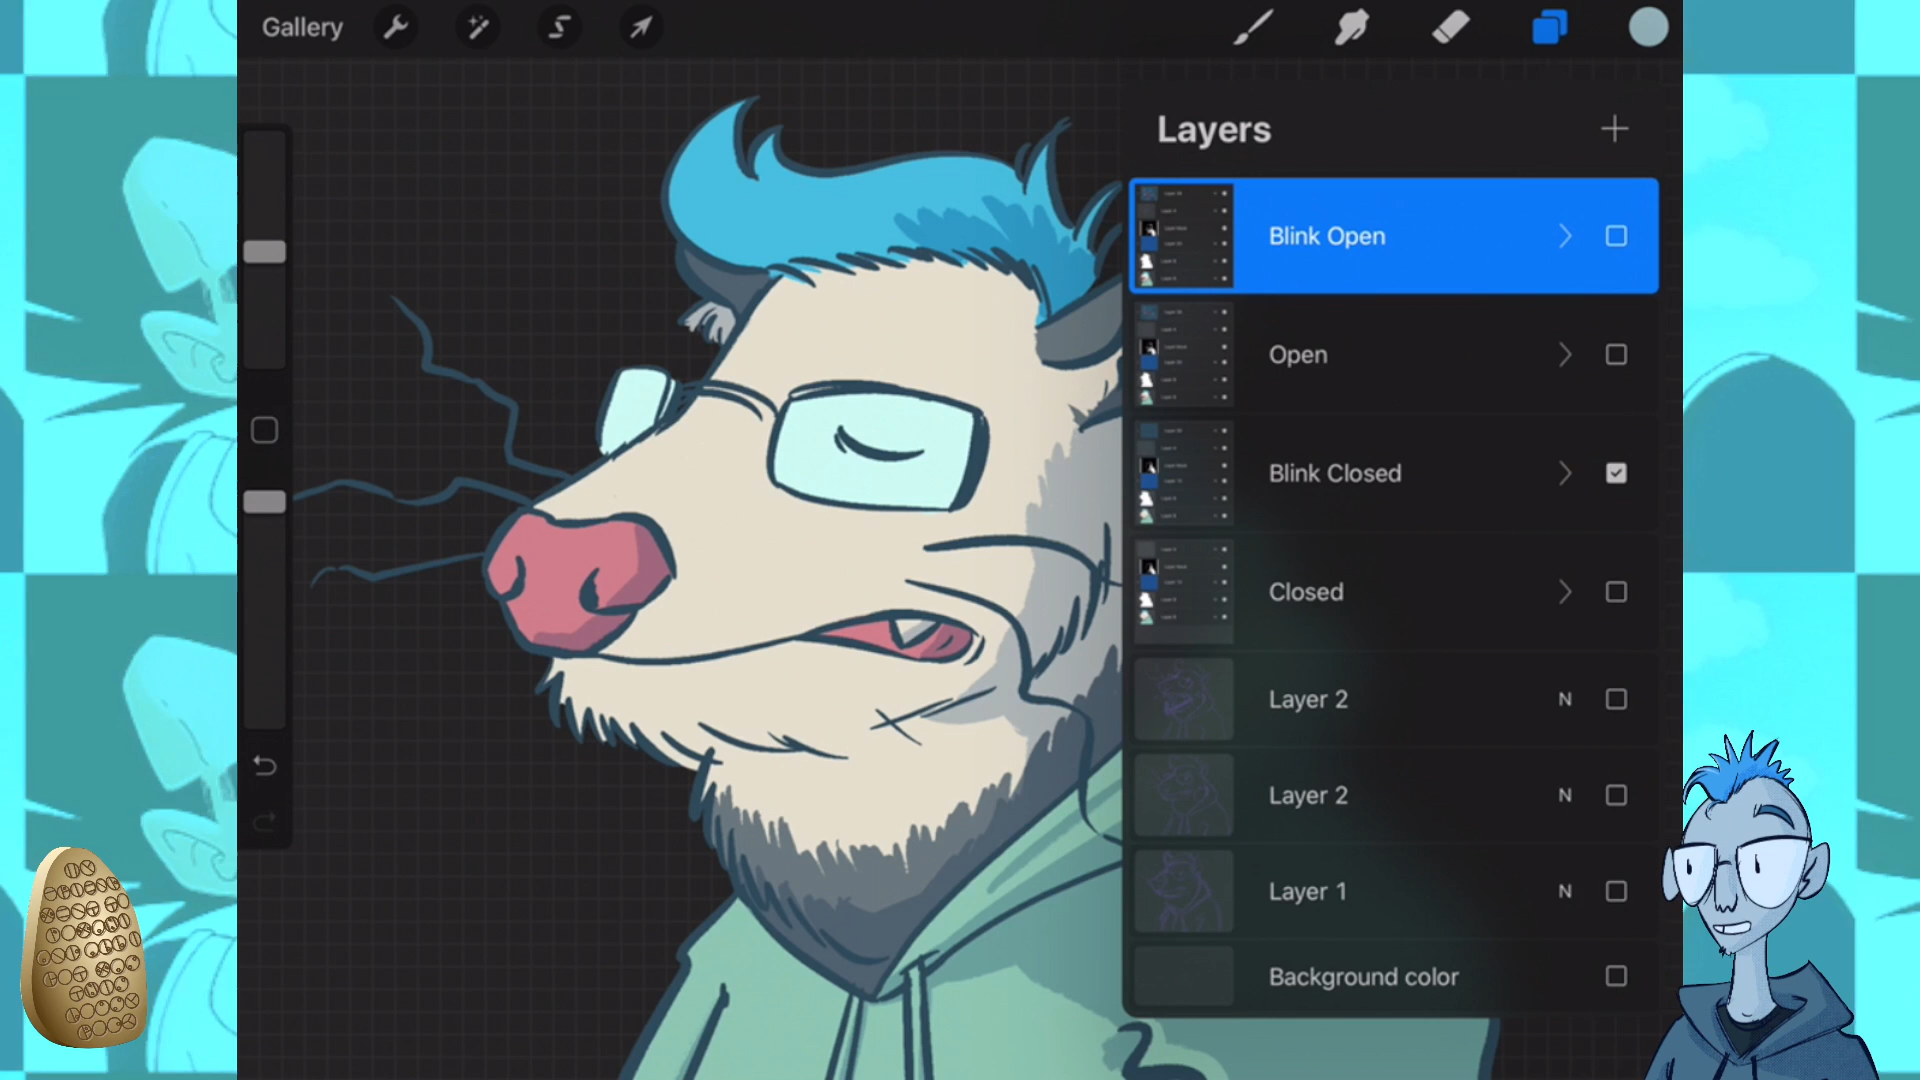 Gallery
Layers
Blink Open
Open
Blink Closed
Closed
Layer 2 N
Layer 2 N
Layer 1 N
Background color